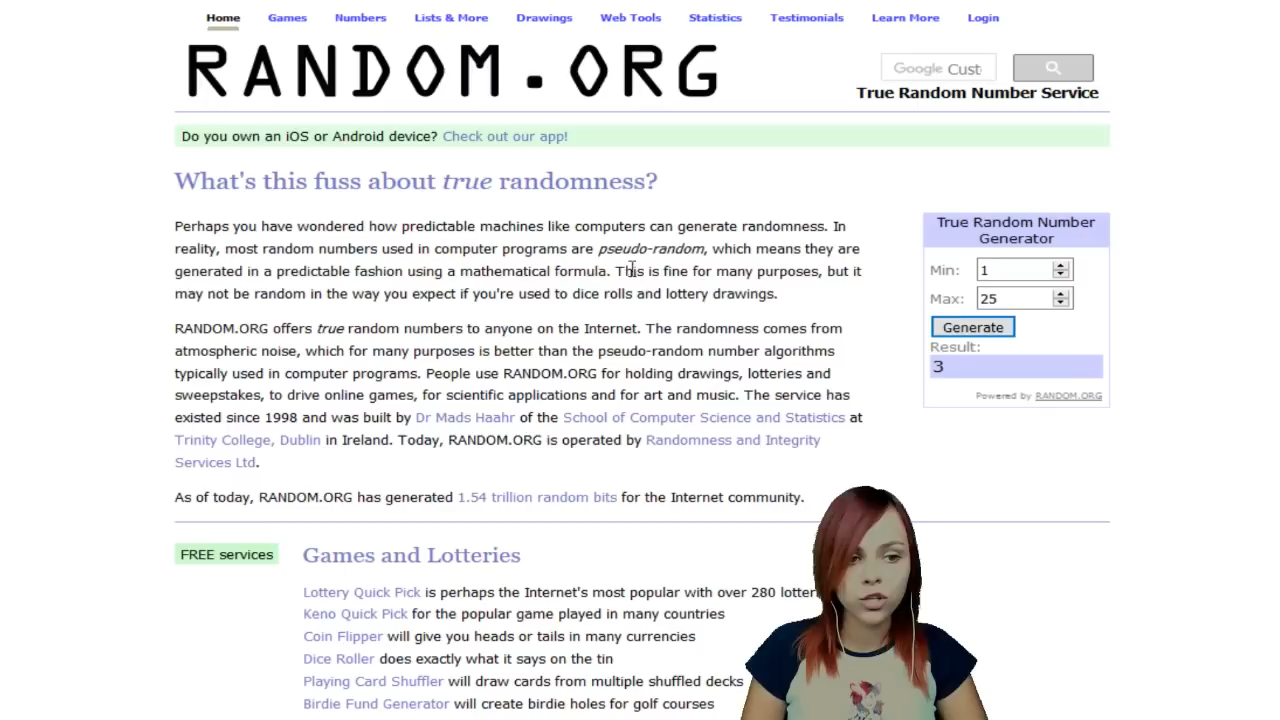 Home Games Numbers Lists & More Drawings Web Tools Statistics Testimonials Learn More Login
RANDOM.ORG
Google Cust
True Random Number Service
Do you own an iOS or Android device? Check out our app!
What's this fuss about true randomness?
Perhaps you have wondered how predictable machines like computers can generate randomness. In
reality, most random numbers used in computer programs are pseudo-random, which means they are
generated in a predictable fashion using a mathematical formula. This is fine for many purposes, but it
may not be random in the way you expect if you're used to dice rolls and lottery drawings.
RANDOM.ORG offers true random numbers to anyone on the Internet. The randomness comes from
atmospheric noise, which for many purposes is better than the pseudo-random number algorithms
typically used in computer programs. People use RANDOM.ORG for holding drawings, lotteries and
sweepstakes, to drive online games, for scientific applications and for art and music. The service has
existed since 1998 and was built by Dr Mads Haahr of the School of Computer Science and Statistics at
Trinity College, Dublin in Ireland. Today, RANDOM.ORG is operated by Randomness and Integrity
Services Ltd.
As of today, RANDOM.ORG has generated 1.54 trillion random bits for the Internet community.
True Random Number
Generator
Min: 1
Max: 25
Generate
Result:
3
Powered by RANDOM.ORG
FREE services
Games and Lotteries
Lottery Quick Pick is perhaps the Internet's most popular with over 280
Keno Quick Pick for the popular game played in many countries
Coin Flipper will give you heads or tails in many currencies
Dice Roller does exactly what it says on the tin
Playing Card Shuffler will draw cards from multiple shuffled decks
Birdie Fund Generator will create birdie holes for golf courses